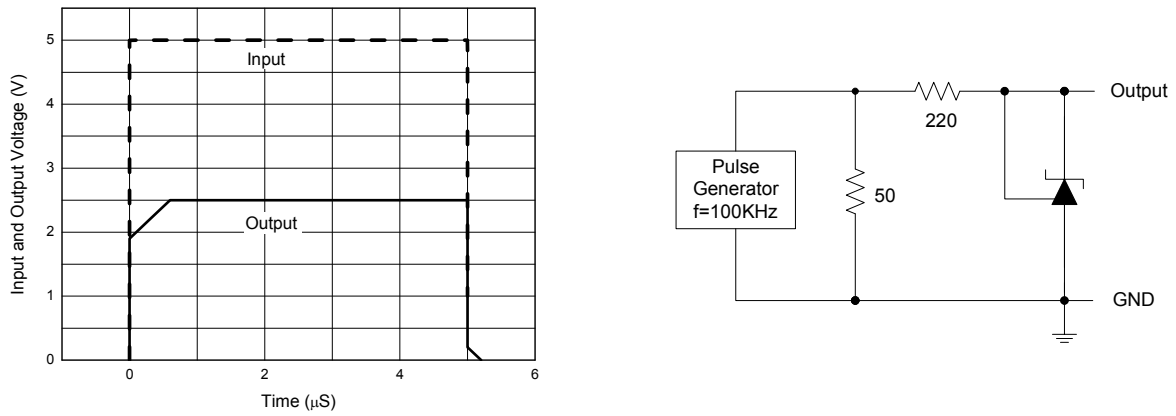 Input and Output Voltage (V)
5
4
3
2
1
0
Input
Output
0
2
4
6
Time (μS)
Pulse
Generator
f=100KHz
50
220
Output
GND